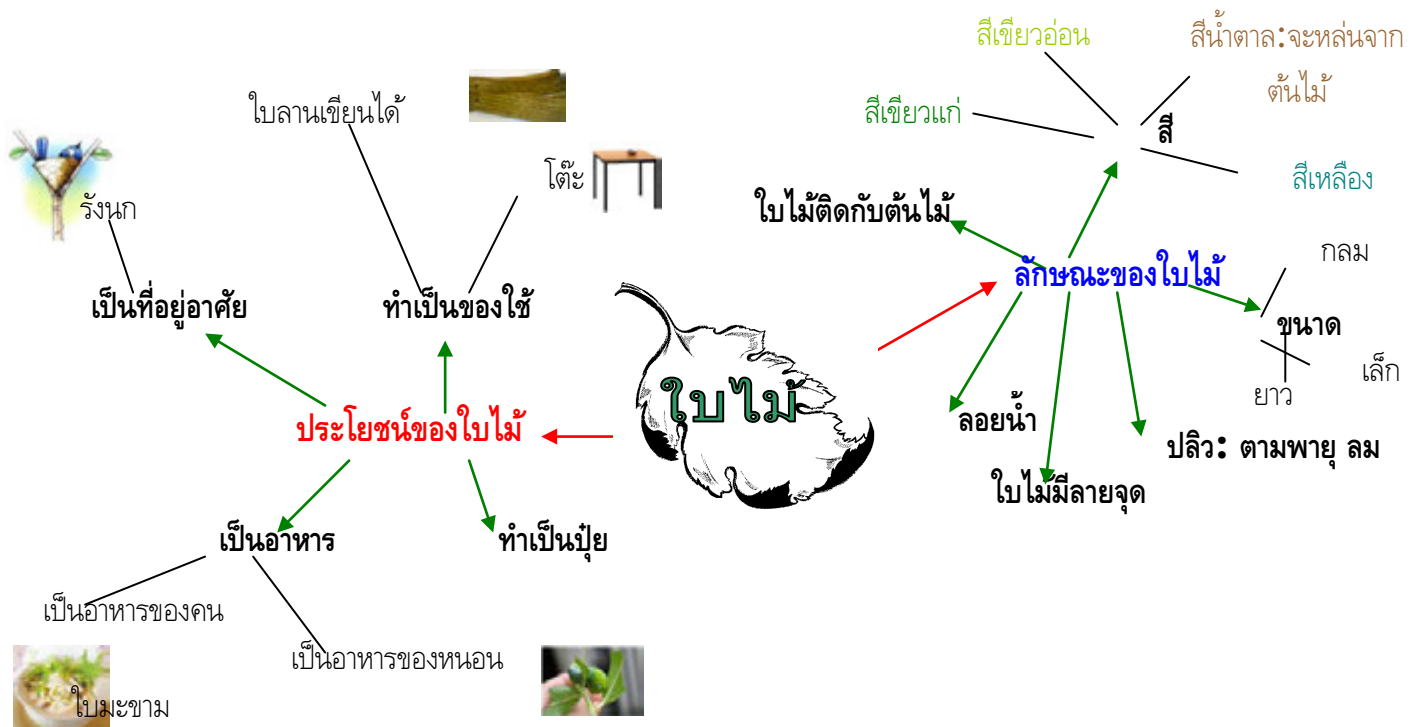 สีเขียวอ่อน
สีน้ำตาล:จะหล่นจาก
ต้นไม้
สีเขียวแก่
สี
สีเหลือง
ใบลานเขียนได้
โต๊ะ
รังนก
เป็นที่อยู่อาศัย
ทำเป็นของใช้
ใบไม้ติดกับต้นไม้
ลักษณะของใบไม้
กลม
ขนาด
เล็ก
ยาว
ใบไม้
ประโยชน์ของใบไม้
ลอยน้ำ
ปลิว: ตามพายุ ลม
ใบไม้มีลายจุด
เป็นอาหาร
ทำเป็นปุ๋ย
เป็นอาหารของคน
เป็นอาหารของหนอน
ใบมะขาม